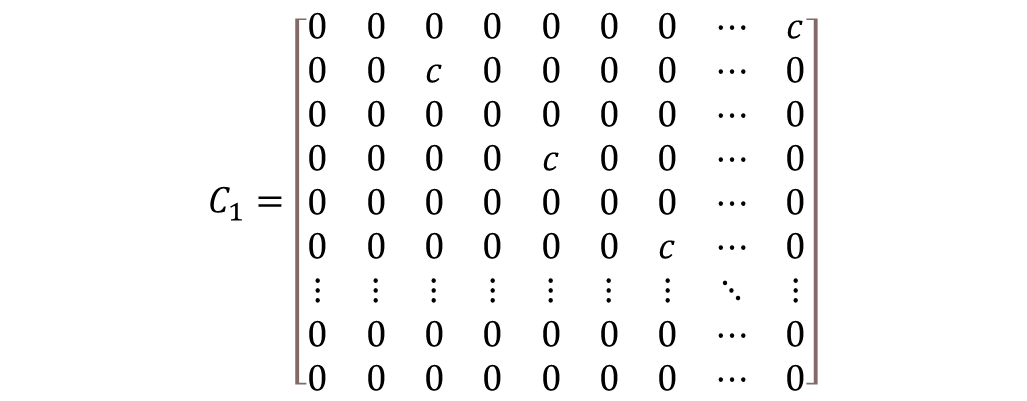 0 0 0 0 0 0 0 ⋯ c
0 0 c 0 0 0 0 ⋯ 0
0 0 0 0 0 0 0 ⋯ 0
0 0 0 0 c 0 0 ⋯ 0
C₁ = 0 0 0 0 0 0 0 ⋯ 0
0 0 0 0 0 0 c ⋯ 0
⋮ ⋮ ⋮ ⋮ ⋮ ⋮ ⋮ ⋱ ⋮
0 0 0 0 0 0 0 ⋯ 0
0 0 0 0 0 0 0 ⋯ 0